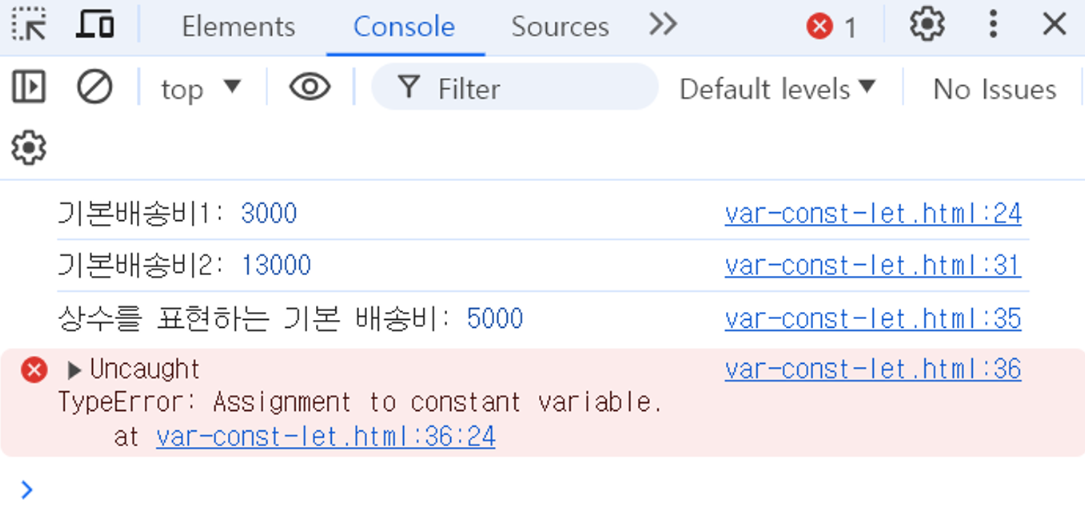 Elements Console Sources 1
top Filter Default levels No Issues
기본배송비1: 3000 var-const-let.html:24
기본배송비2: 13000 var-const-let.html:31
상수를 표현하는 기본 배송비: 5000 var-const-let.html:35
Uncaught var-const-let.html:36
TypeError: Assignment to constant variable.
at var-const-let.html:36:24